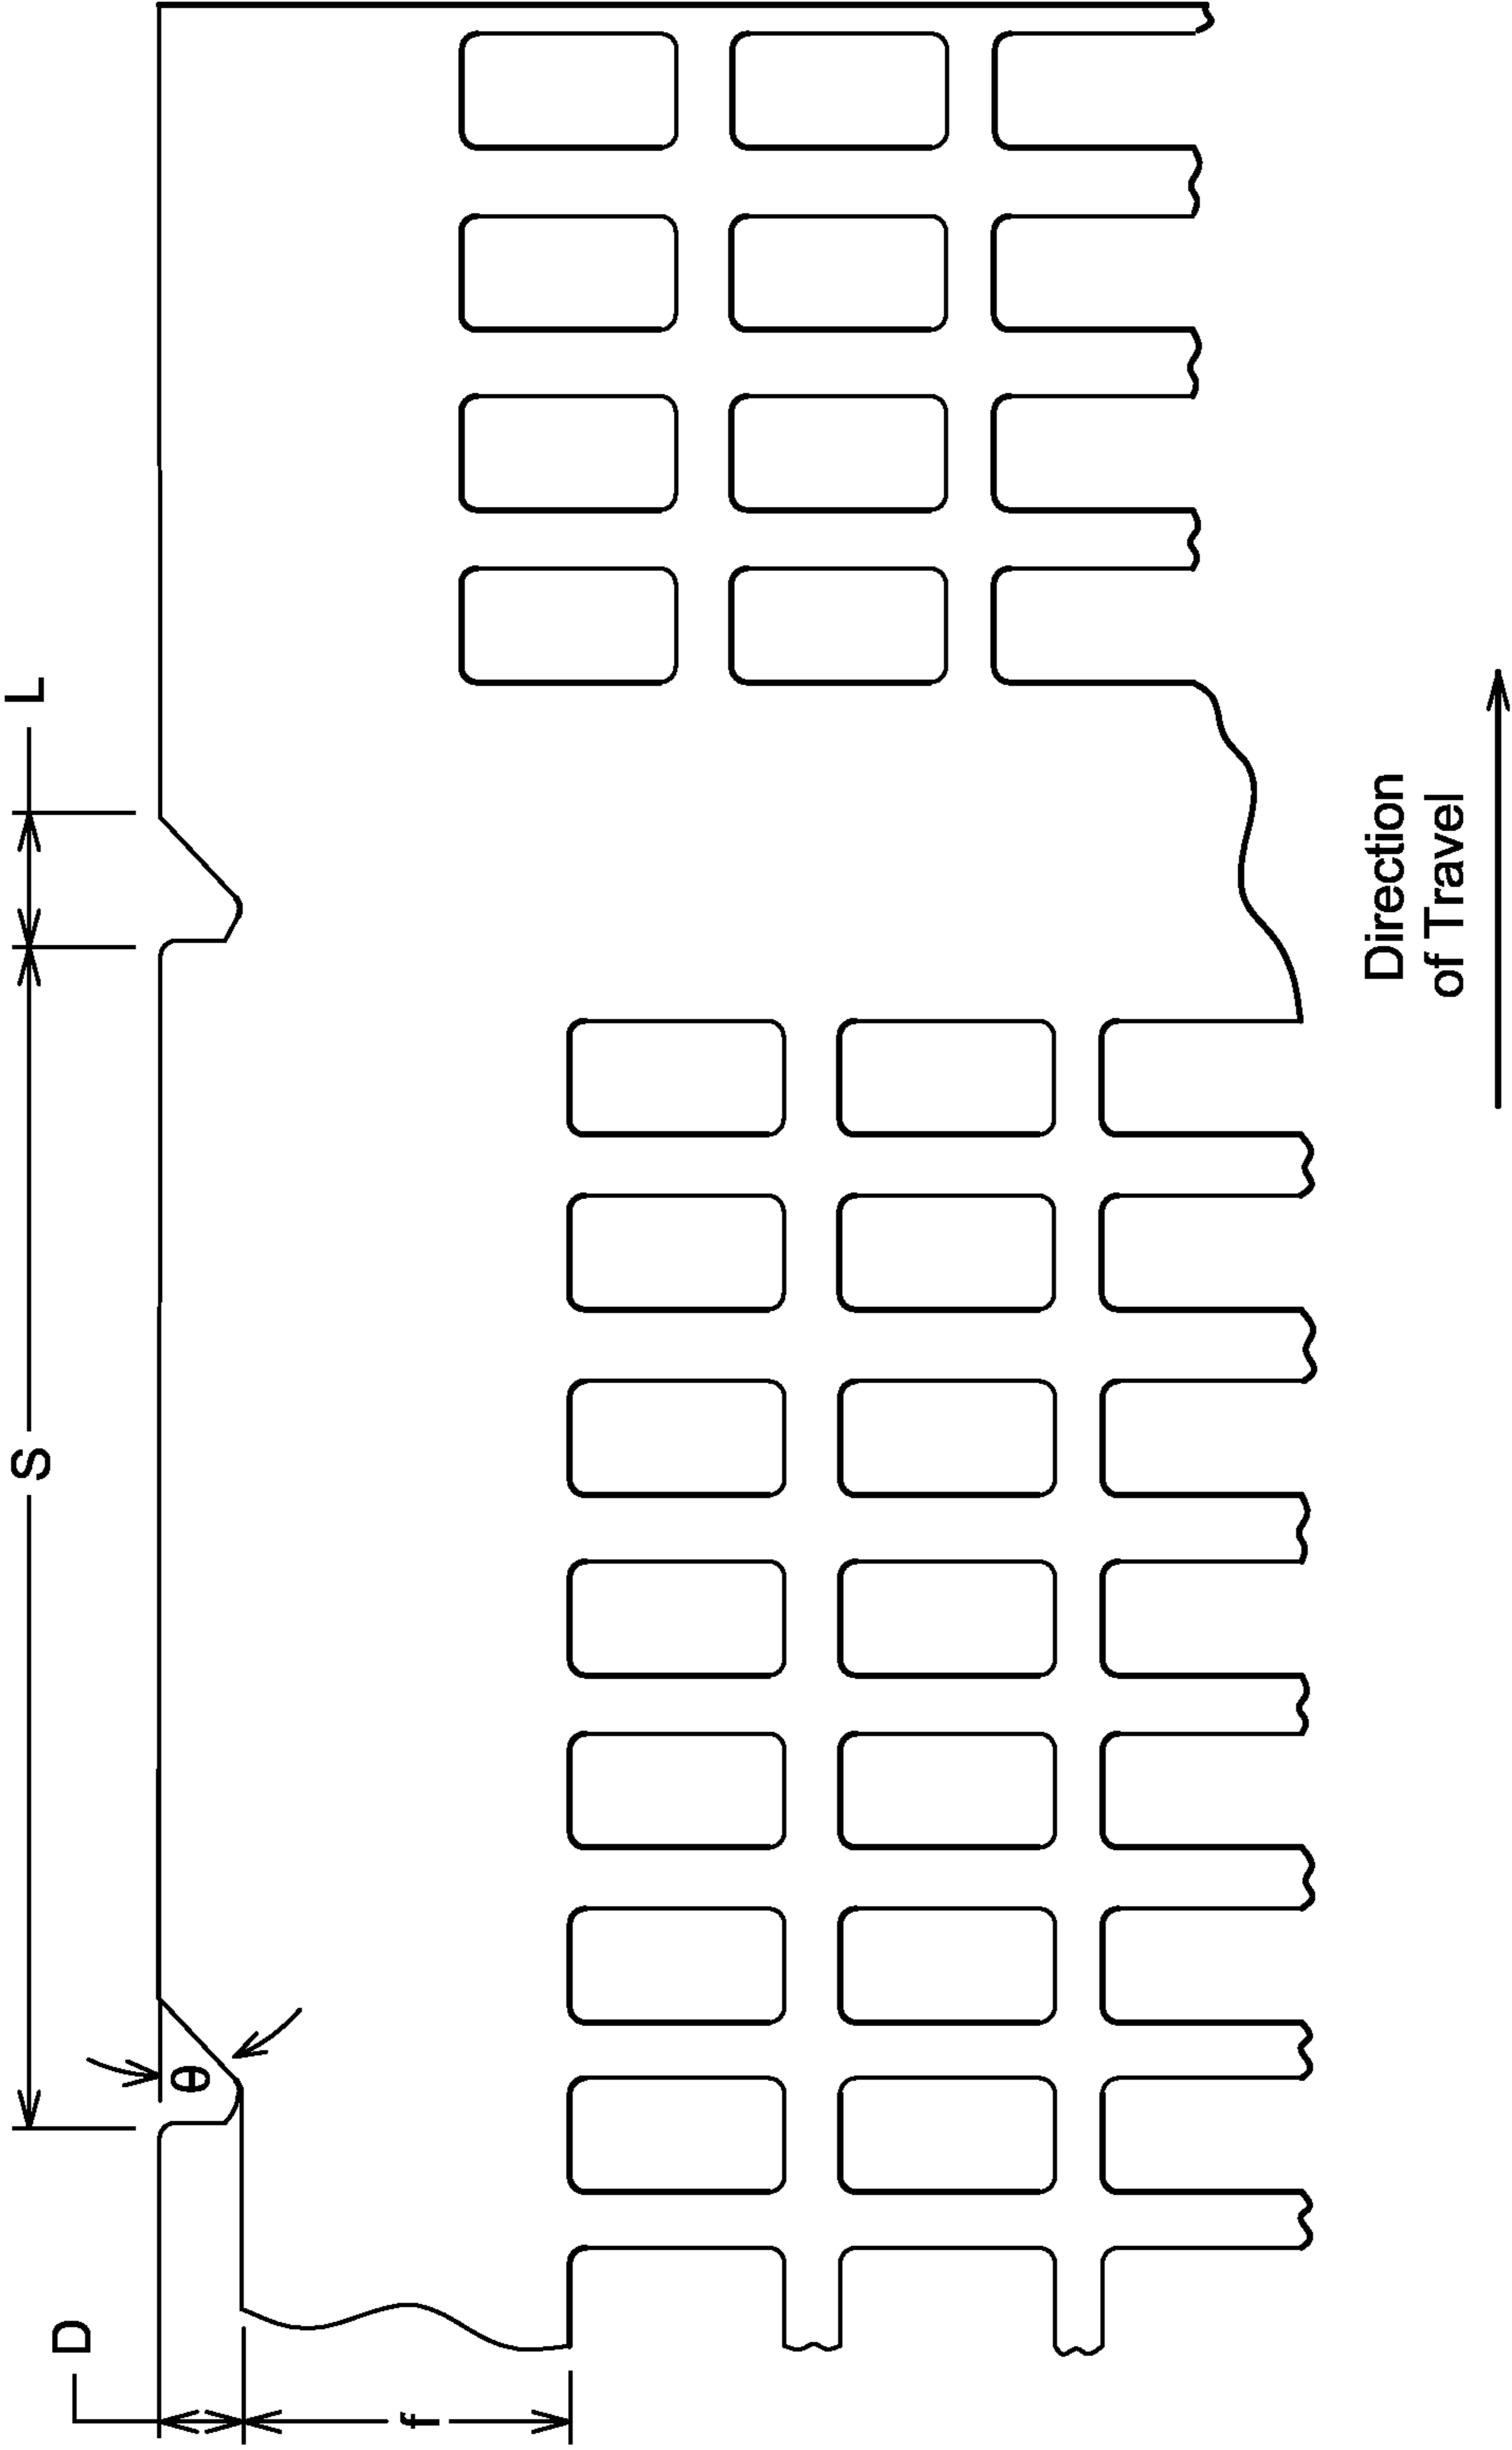 L
S
θ
D
f
Direction
of Travel